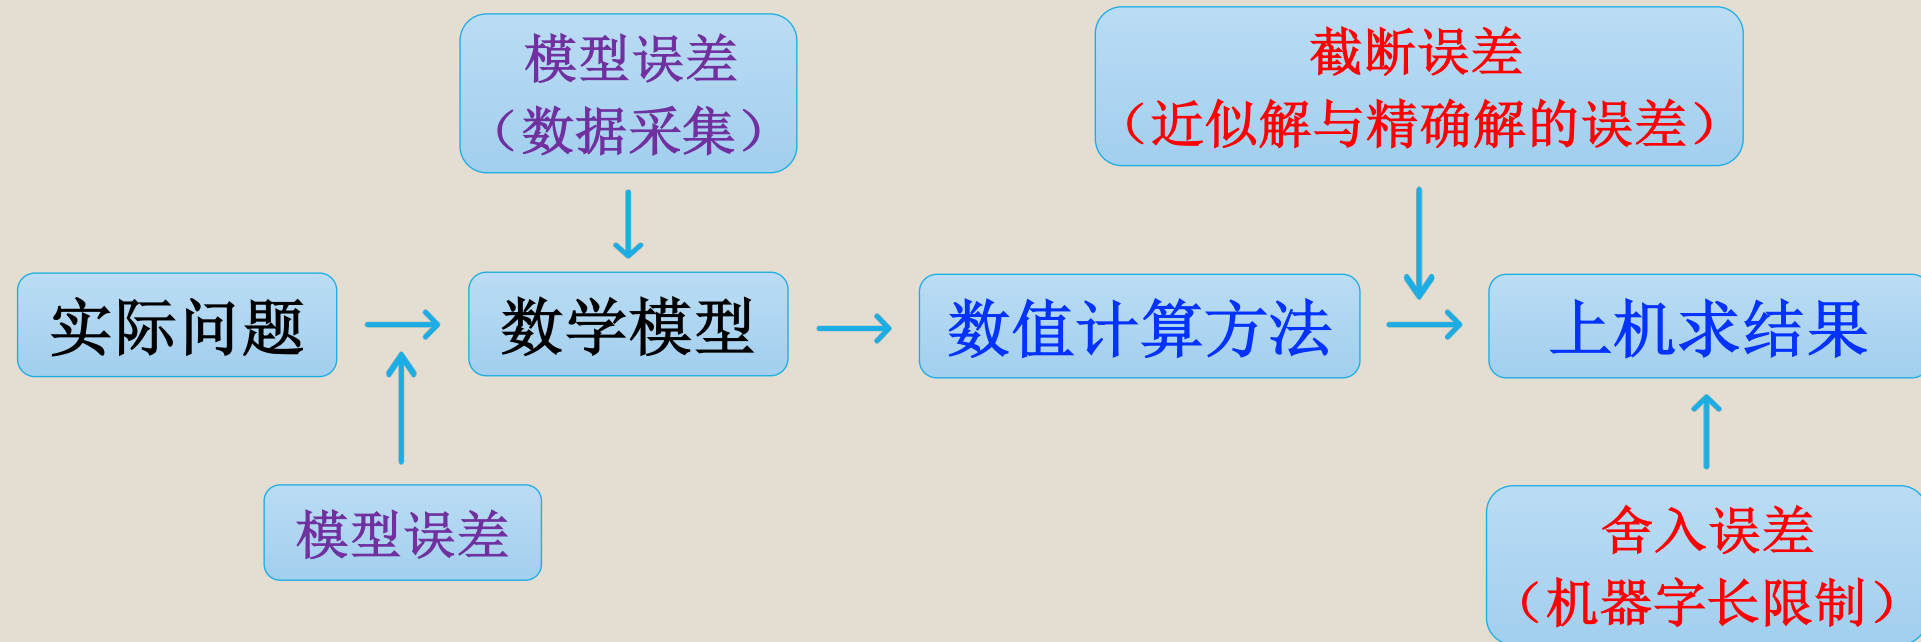 模型误差
（数据采集）
截断误差
（近似解与精确解的误差）
实际问题
数学模型
数值计算方法
上机求结果
模型误差
舍入误差
（机器字长限制）